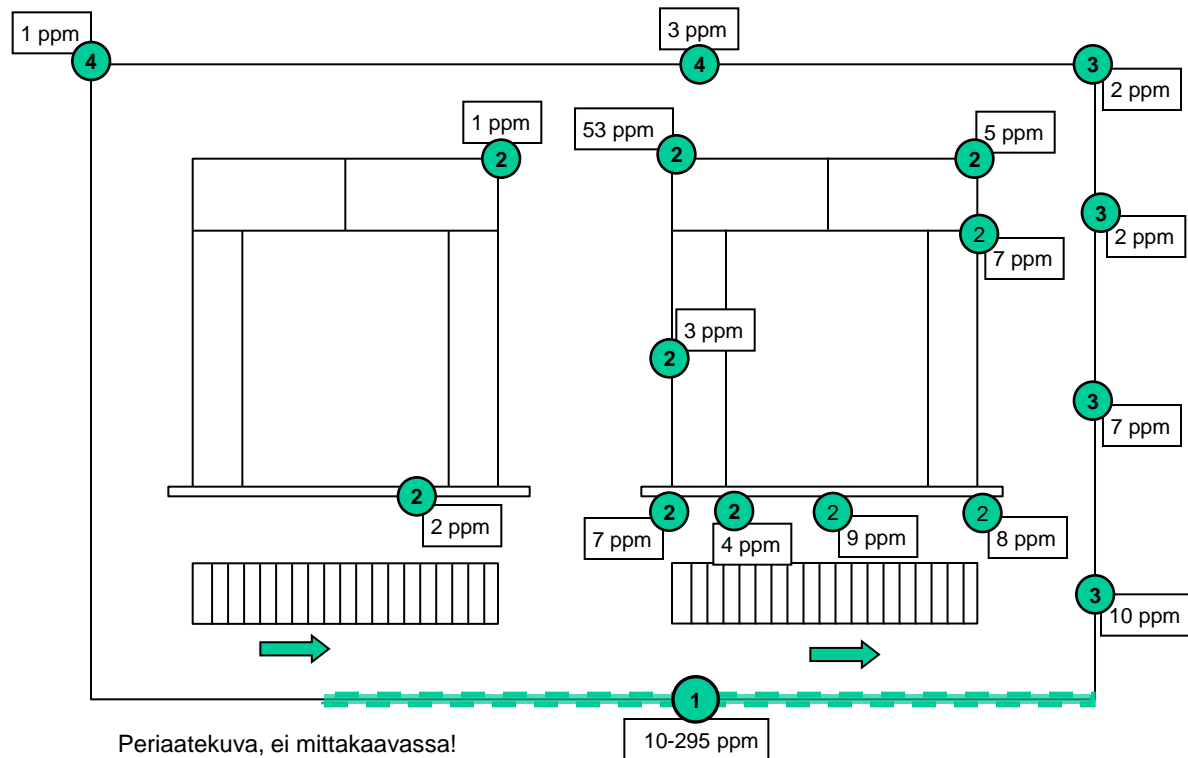 1 ppm
4
3 ppm
4
3
2 ppm
1 ppm
2
53 ppm
2
5 ppm
2
3
2 ppm
2
7 ppm
3 ppm
2
3
7 ppm
2
2 ppm
2
7 ppm
2
4 ppm
2
9 ppm
2
8 ppm
3
10 ppm
1
10-295 ppm
Periaatekuva, ei mittakaavassa!